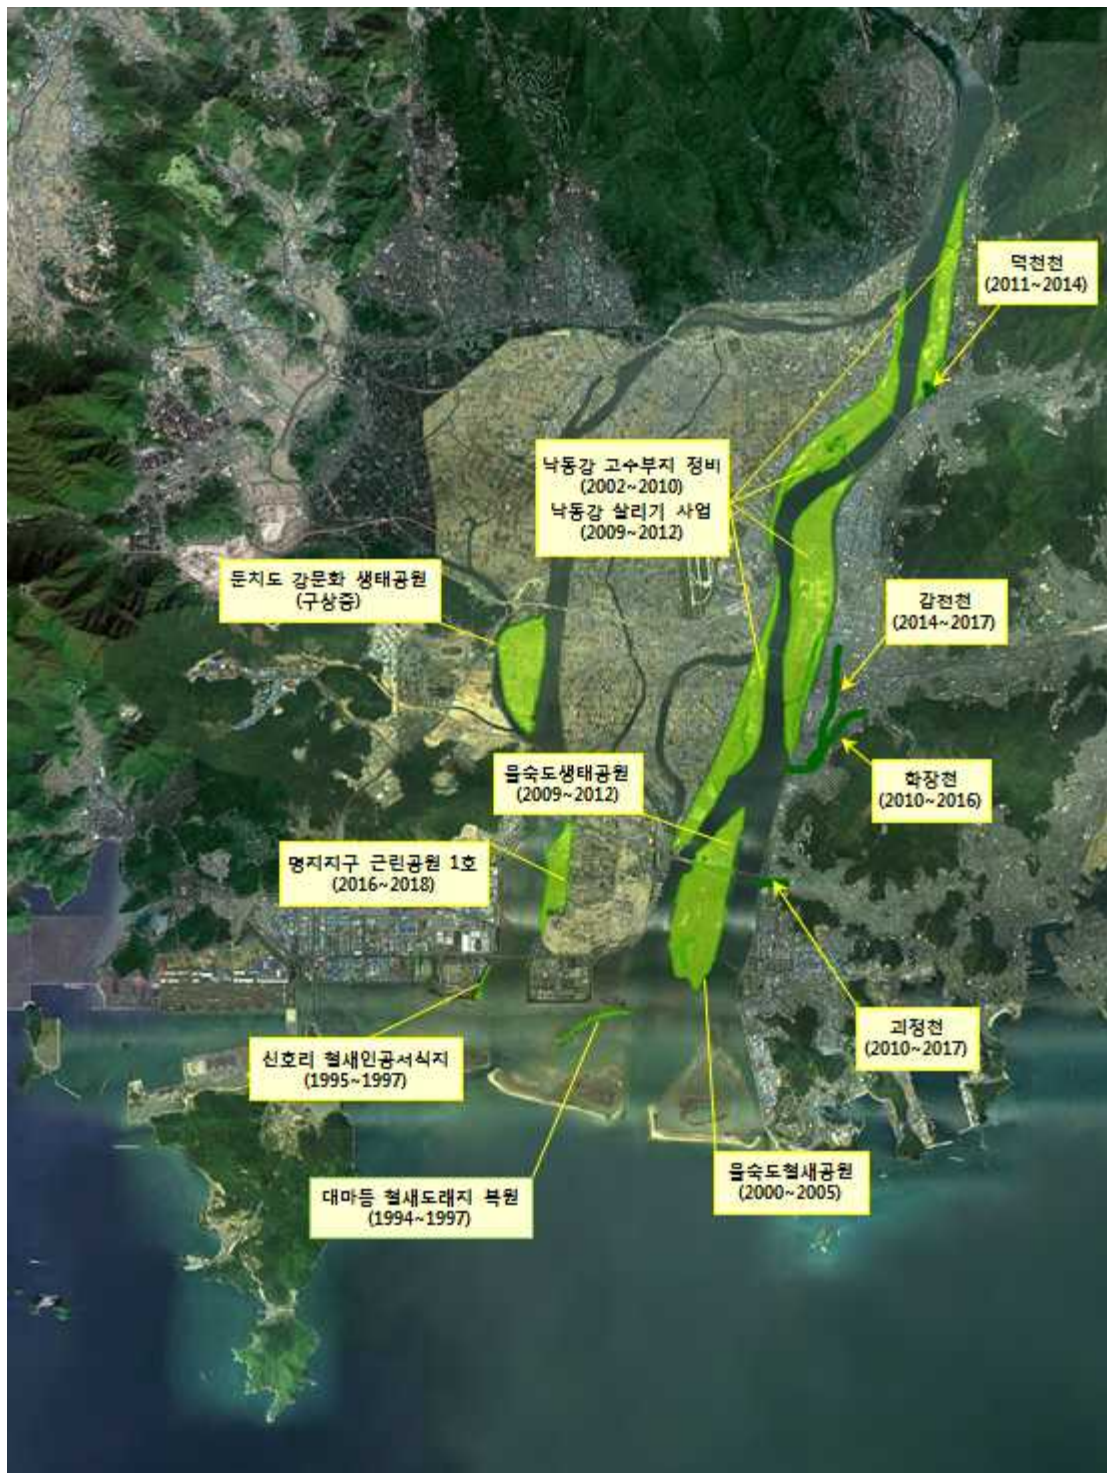 덕천천
(2011~2014)
낙동강 고수부지 정비
(2002~2010)
낙동강 살리기 사업
(2009~2012)
둔치도 강문화 생태공원
(구상중)
감전천
(2014~2017)
을숙도생태공원
(2009~2012)
학장천
(2010~2016)
명지지구 근린공원 1호
(2016~2018)
괴정천
(2010~2017)
신호리 철새인공서식지
(1995~1997)
을숙도철새공원
(2000~2005)
대마등 철새도래지 복원
(1994~1997)